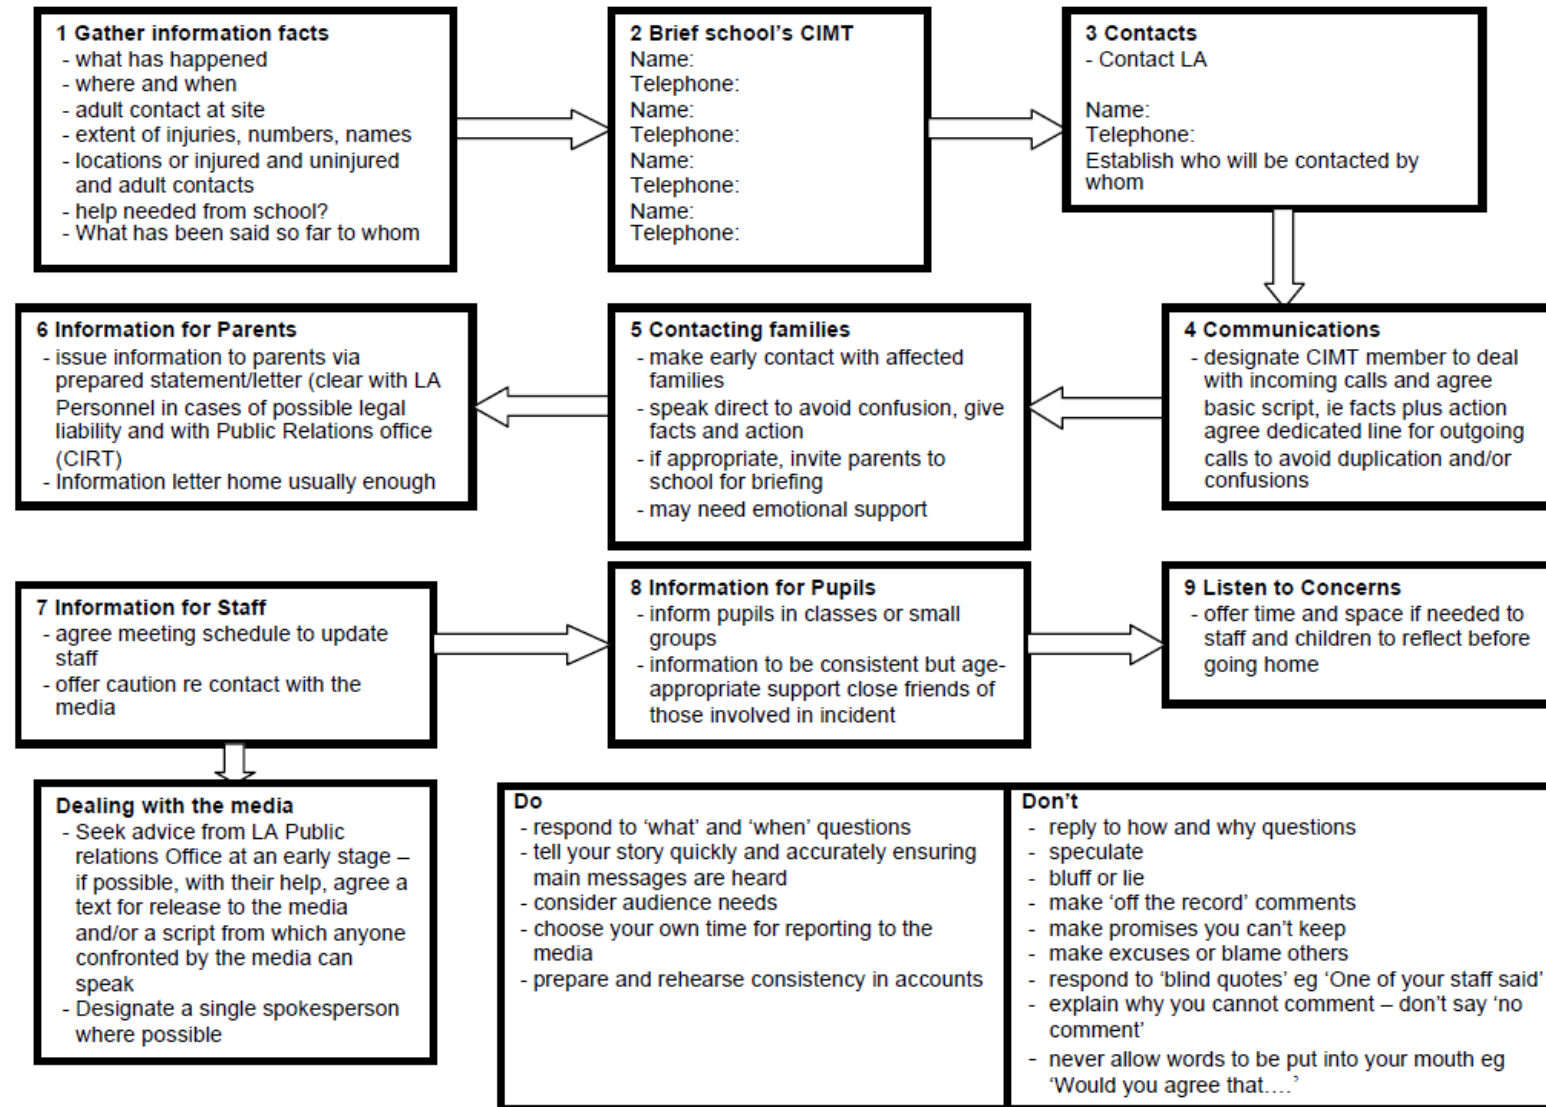 1 Gather information facts
- what has happened
- where and when
- adult contact at site
- extent of injuries, numbers, names
- locations or injured and uninjured
and adult contacts
- help needed from school?
- What has been said so far to whom
2 Brief school's CIMT
Name:
Telephone:
Name:
Telephone:
Name:
Telephone:
Name:
Telephone:
3 Contacts
- Contact LA
Name:
Telephone:
Establish who will be contacted by
whom
4 Communications
- designate CIMT member to deal
with incoming calls and agree
basic script, ie facts plus action
agree dedicated line for outgoing
calls to avoid duplication and/or
confusions
5 Contacting families
- make early contact with affected
families
- speak direct to avoid confusion, give
facts and action
- if appropriate, invite parents to
school for briefing
- may need emotional support
6 Information for Parents
- issue information to parents via
prepared statement/letter (clear with LA
Personnel in cases of possible legal
liability and with Public Relations office
(CIRT)
- Information letter home usually enough
7 Information for Staff
- agree meeting schedule to update
staff
- offer caution re contact with the
media
8 Information for Pupils
- inform pupils in classes or small
groups
- information to be consistent but age-
appropriate support close friends of
those involved in incident
9 Listen to Concerns
- offer time and space if needed to
staff and children to reflect before
going home
Dealing with the media
- Seek advice from LA Public
relations Office at an early stage –
if possible, with their help, agree a
text for release to the media
and/or a script from which anyone
confronted by the media can
speak
- Designate a single spokesperson
where possible
Do
- respond to 'what' and 'when' questions
- tell your story quickly and accurately ensuring
main messages are heard
- consider audience needs
- choose your own time for reporting to the
media
- prepare and rehearse consistency in accounts
Don't
- reply to how and why questions
- speculate
- bluff or lie
- make 'off the record' comments
- make promises you can't keep
- make excuses or blame others
- respond to 'blind quotes' eg 'One of your staff said'
- explain why you cannot comment – don't say 'no
comment'
- never allow words to be put into your mouth eg
'Would you agree that….'